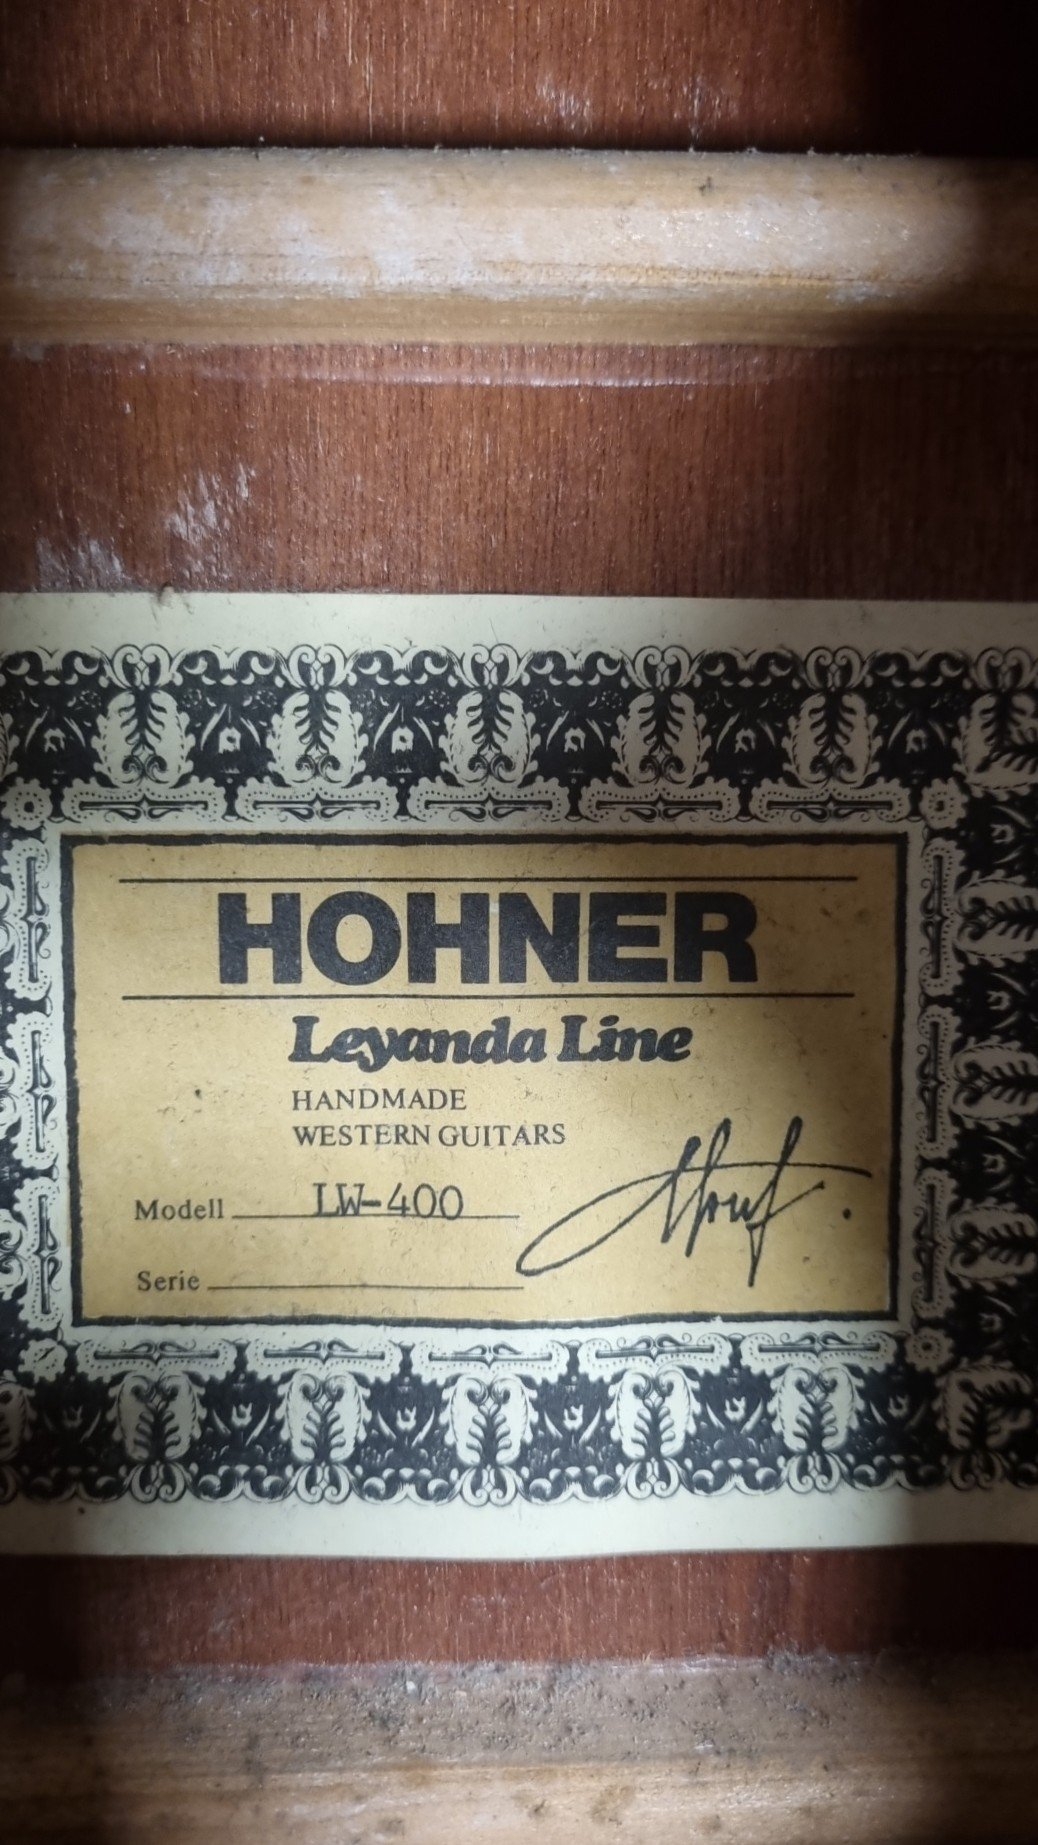 HOHNER
Leyanda Line
HANDMADE
WESTERN GUITARS
Modell LW-400
Serie